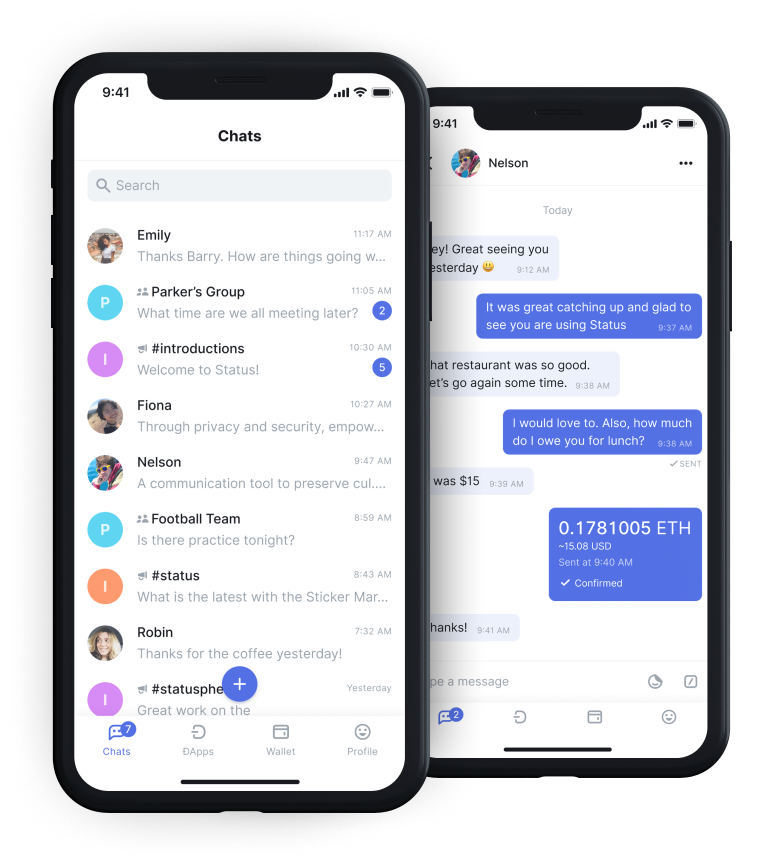 9:41
Chats
Search
Emily
11:17 AM
Thanks Barry. How are things going w...
P
Parker's Group
11:05 AM
What time are we all meeting later?
2
I
#introductions
10:30 AM
Welcome to Status!
5
Fiona
10:27 AM
Through privacy and security, empow...
Nelson
9:47 AM
A communication tool to preserve cul....
P
Football Team
8:59 AM
Is there practice tonight?
I
#status
8:43 AM
What is the latest with the Sticker Mar...
Robin
7:32 AM
Thanks for the coffee yesterday!
I
#statusphe
Yesterday
Great work on the
+
7
Chats
ÐApps
Wallet
Profile
9:41
Nelson
Today
ey! Great seeing you
esterday 😃 9:12 AM
It was great catching up and glad to
see you are using Status 9:37 AM
hat restaurant was so good.
et's go again some time. 9:38 AM
I would love to. Also, how much
do I owe you for lunch? 9:38 AM
SENT
was $15 9:39 AM
0.1781005 ETH
~15.08 USD
Sent at 9:40 AM
Confirmed
hanks! 9:41 AM
pe a message
2